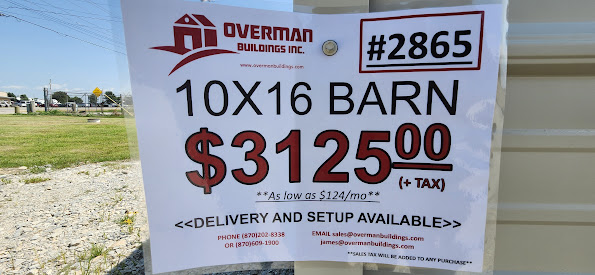 OVERMAN
BUILDINGS INC.
www.overmanbuildings.com
#2865
10X16 BARN
$3125.00
(+ TAX)
**As low as $124/mo**
<<DELIVERY AND SETUP AVAILABLE>>
PHONE (870)202-8338
OR (870)609-1900
EMAIL sales@overmanbuildings.com
james@overmanbuildings.com
**SALES TAX WILL BE ADDED TO ANY PURCHASE**